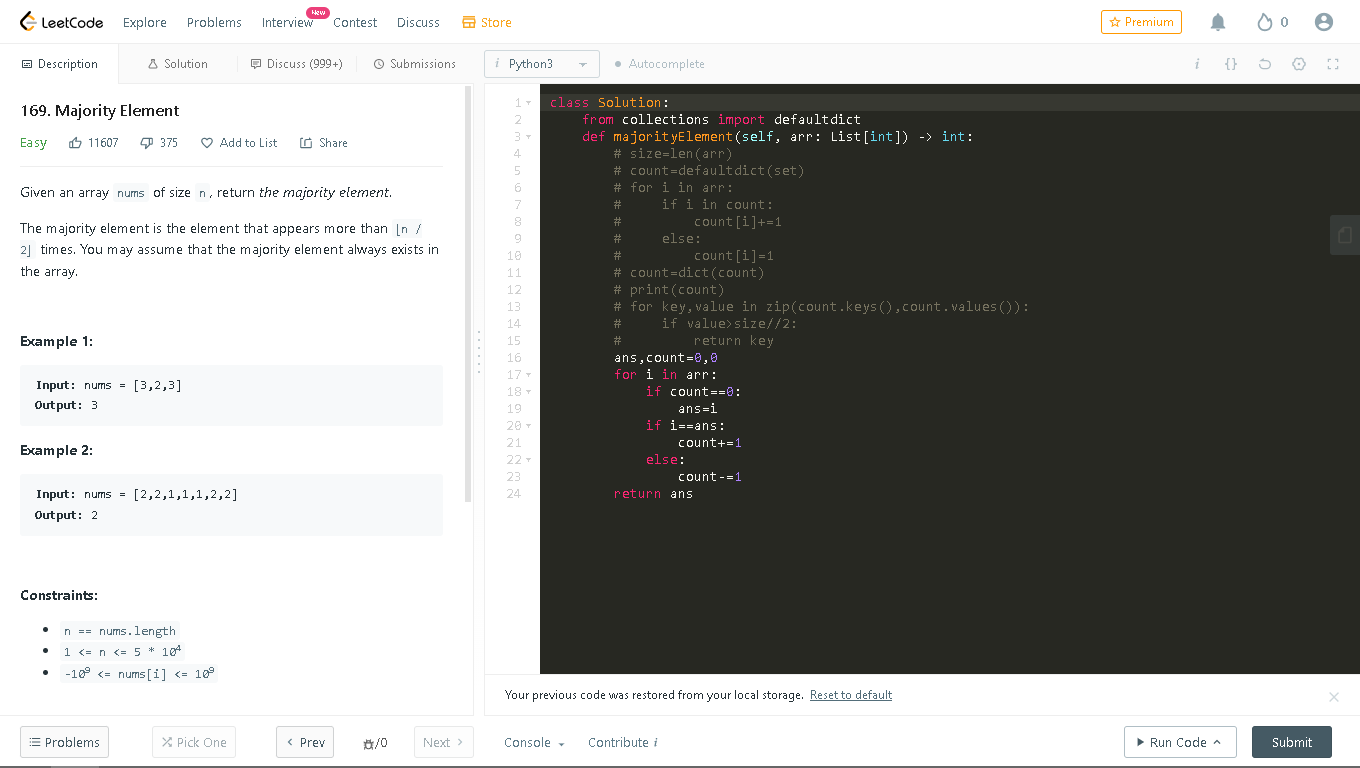 LeetCode Explore Problems Interview New Contest Discuss Store Premium 0
Description Solution Discuss (999+) Submissions
i Python3 Autocomplete i {}
169. Majority Element
Easy 11607 375 Add to List Share
Given an array nums of size n, return the majority element.
The majority element is the element that appears more than ⌊n /
2⌋ times. You may assume that the majority element always exists in
the array.
Example 1:
Input: nums = [3,2,3]
Output: 3
Example 2:
Input: nums = [2,2,1,1,1,2,2]
Output: 2
Constraints:
• n == nums.length
• 1 <= n <= 5 * 10⁴
• -10⁹ <= nums[i] <= 10⁹
1 class Solution:
2 from collections import defaultdict
3 def majorityElement(self, arr: List[int]) -> int:
4 # size=len(arr)
5 # count=defaultdict(set)
6 # for i in arr:
7 # if i in count:
8 # count[i]+=1
9 # else:
10 # count[i]=1
11 # count=dict(count)
12 # print(count)
13 # for key,value in zip(count.keys(),count.values()):
14 # if value>size//2:
15 # return key
16 ans,count=0,0
17 for i in arr:
18 if count==0:
19 ans=i
20 if i==ans:
21 count+=1
22 else:
23 count-=1
24 return ans
Your previous code was restored from your local storage. Reset to default
Problems Pick One Prev /0 Next Console Contribute i Run Code Submit